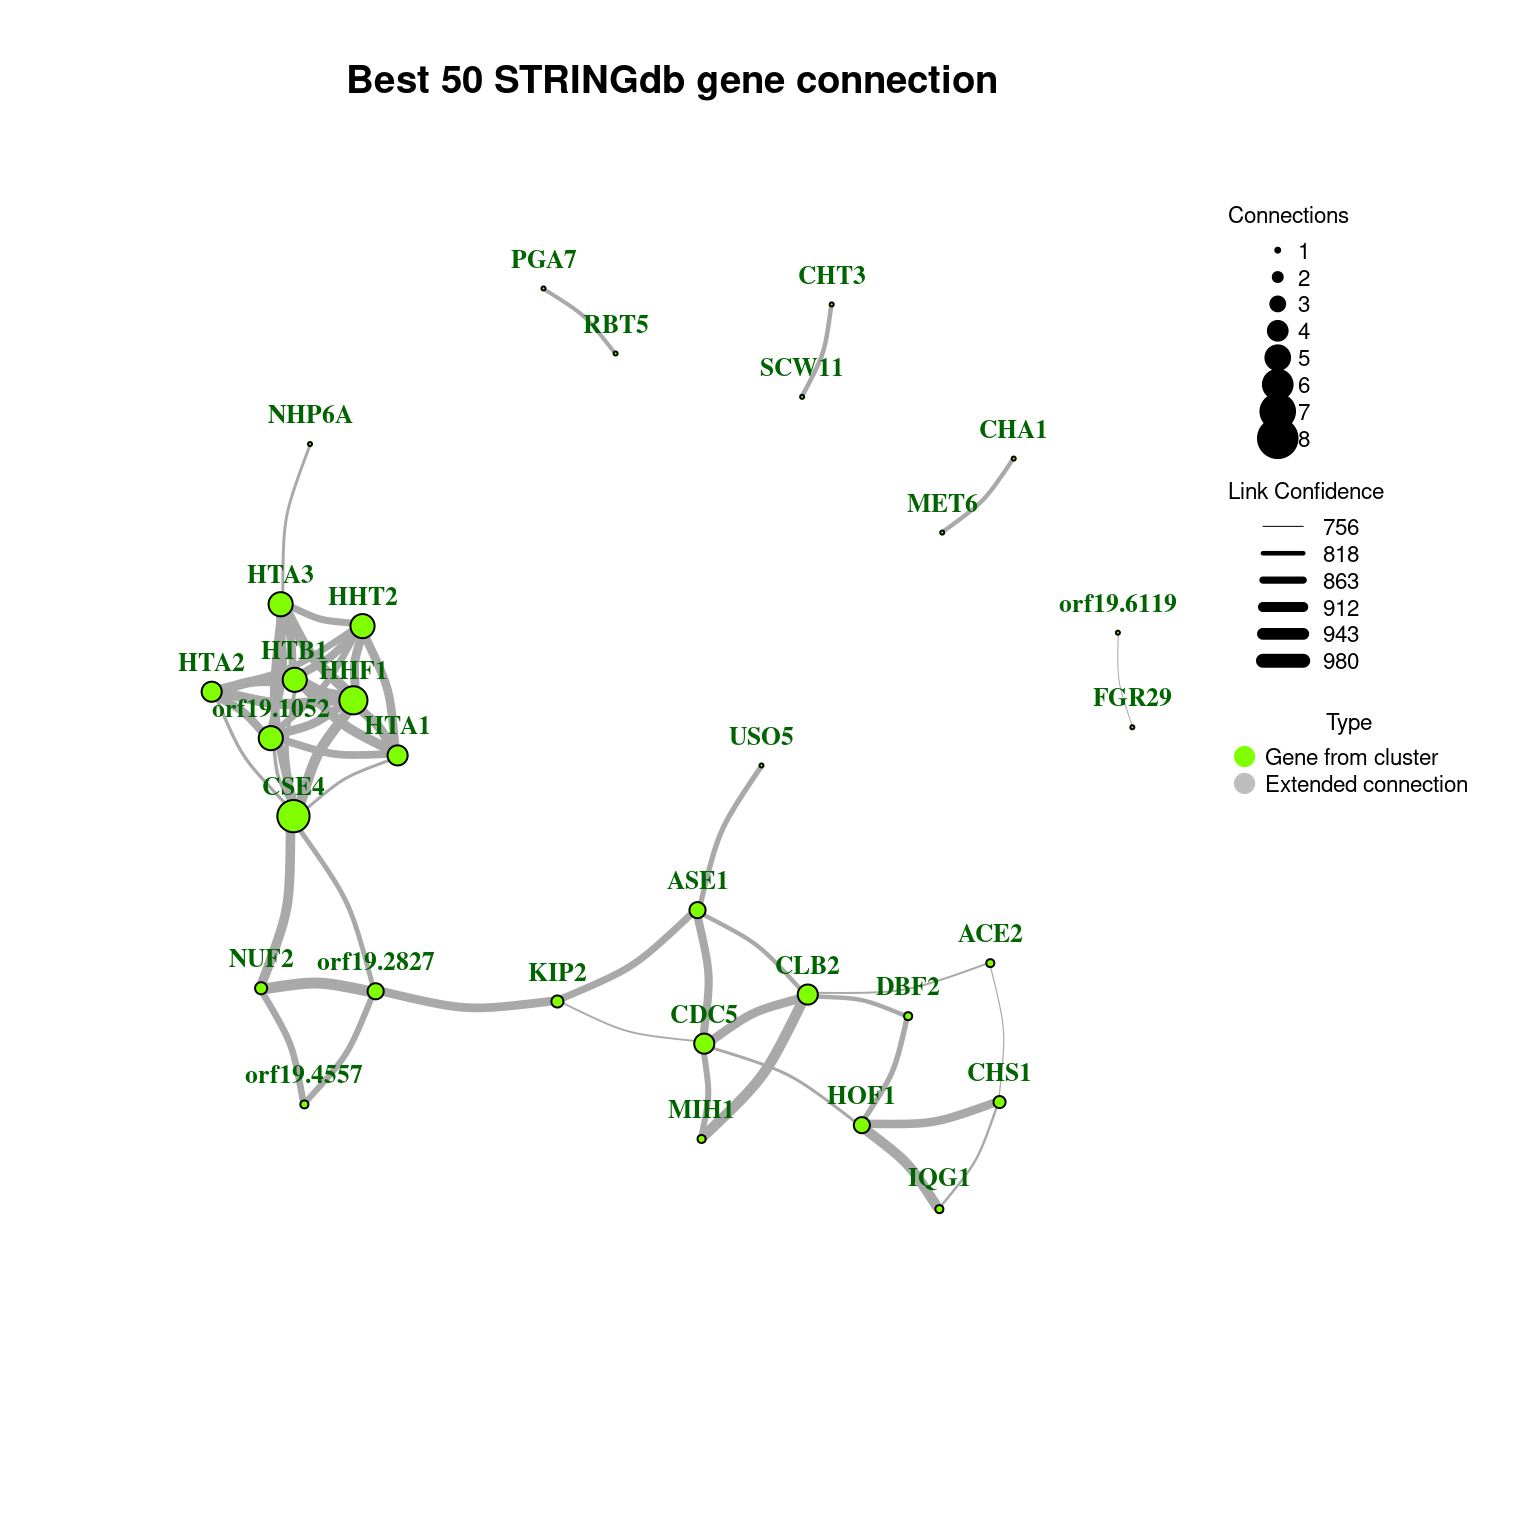 Best 50 STRINGdb gene connection
Connections
1
2
3
4
5
6
7
8
Link Confidence
756
818
863
912
943
980
Type
Gene from cluster
Extended connection
PGA7
RBT5
CHT3
SCW11
NHP6A
CHA1
MET6
HTA3
HHT2
orf19.6119
HTB1
HTA2
HHF1
FGR29
orf19.1052
HTA1
USO5
CSE4
ASE1
ACE2
NUF2
orf19.2827
KIP2
CLB2
DBF2
CDC5
orf19.4557
CHS1
HOF1
MIH1
IQG1